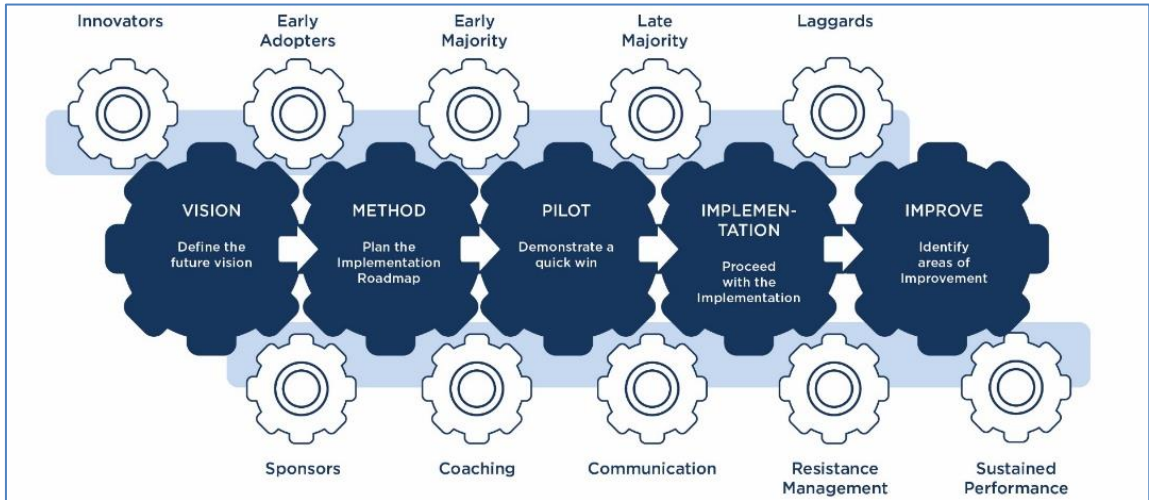 Innovators
Early
Adopters
Early
Majority
Late
Majority
Laggards
VISION
Define the
future vision
METHOD
Plan the
Implementation
Roadmap
PILOT
Demonstrate a
quick win
IMPLEMEN-
TATION
Proceed
with the
Implementation
IMPROVE
Identify
areas of
Improvement
Sponsors
Coaching
Communication
Resistance
Management
Sustained
Performance